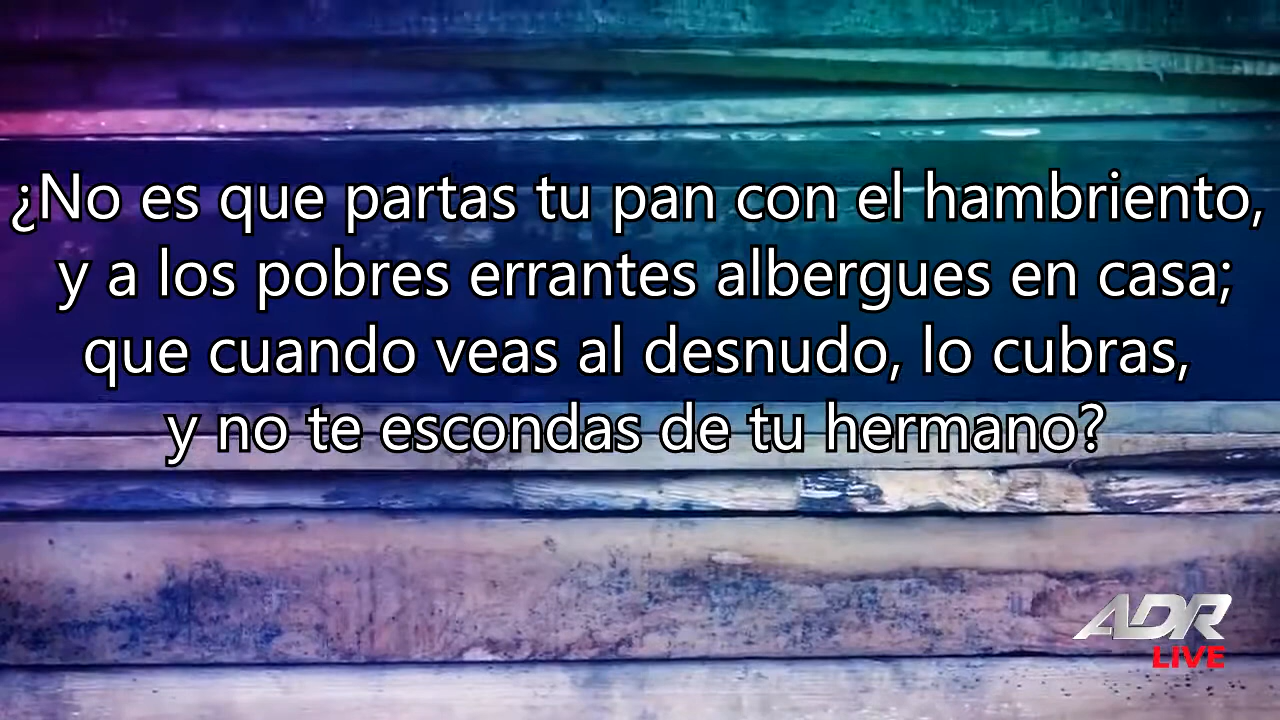 ¿No es que partas tu pan con el hambriento,
y a los pobres errantes albergues en casa;
que cuando veas al desnudo, lo cubras,
y no te escondas de tu hermano?
ADR
LIVE